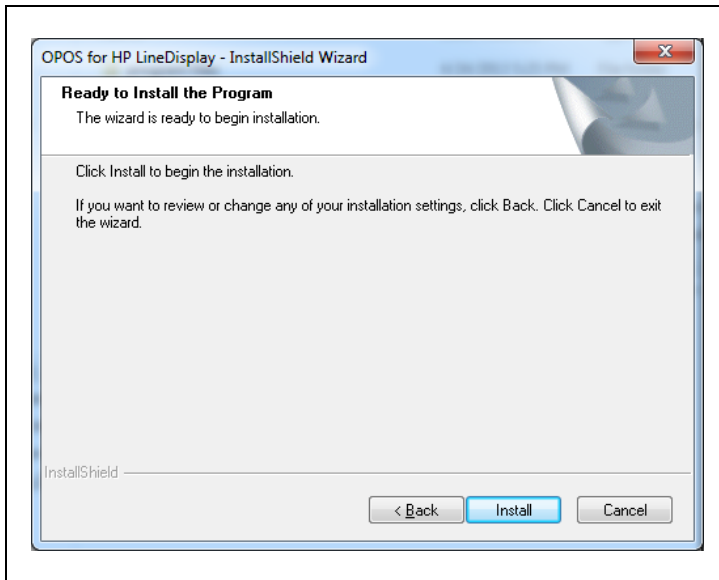 OPOS for HP LineDisplay - InstallShield Wizard
Ready to Install the Program
The wizard is ready to begin installation.
Click Install to begin the installation.
If you want to review or change any of your installation settings, click Back. Click Cancel to exit
the wizard.
InstallShield
< Back Install Cancel